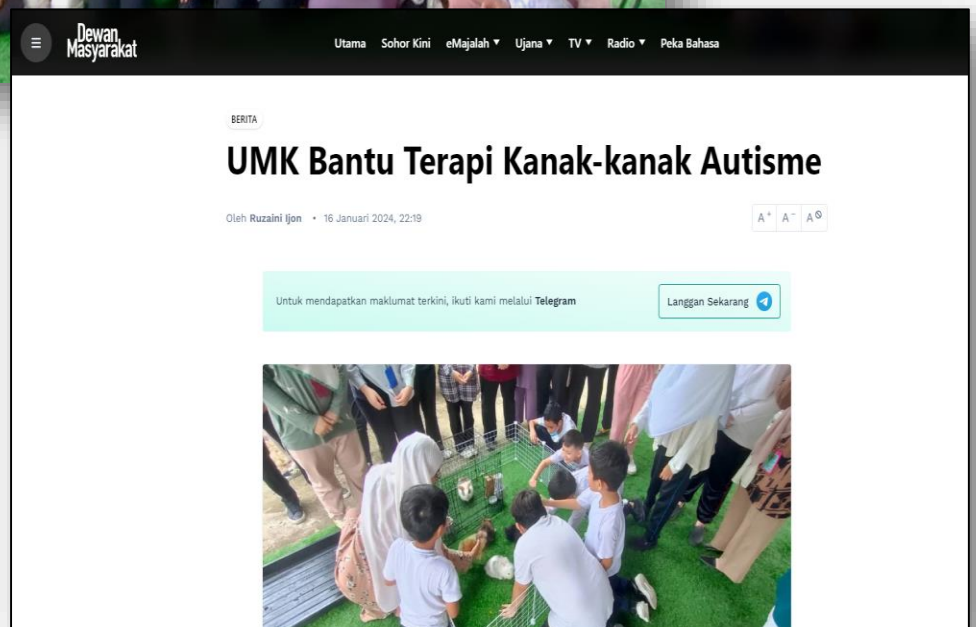 Dewan
Masyarakat
Utama Sohor Kini eMajalah ▼ Ujana ▼ TV ▼ Radio ▼ Peka Bahasa
BERITA
UMK Bantu Terapi Kanak-kanak Autisme
Oleh Ruzaini Ijon • 16 Januari 2024, 22:19
A+ A- A
Untuk mendapatkan maklumat terkini, ikuti kami melalui Telegram
Langgan Sekarang